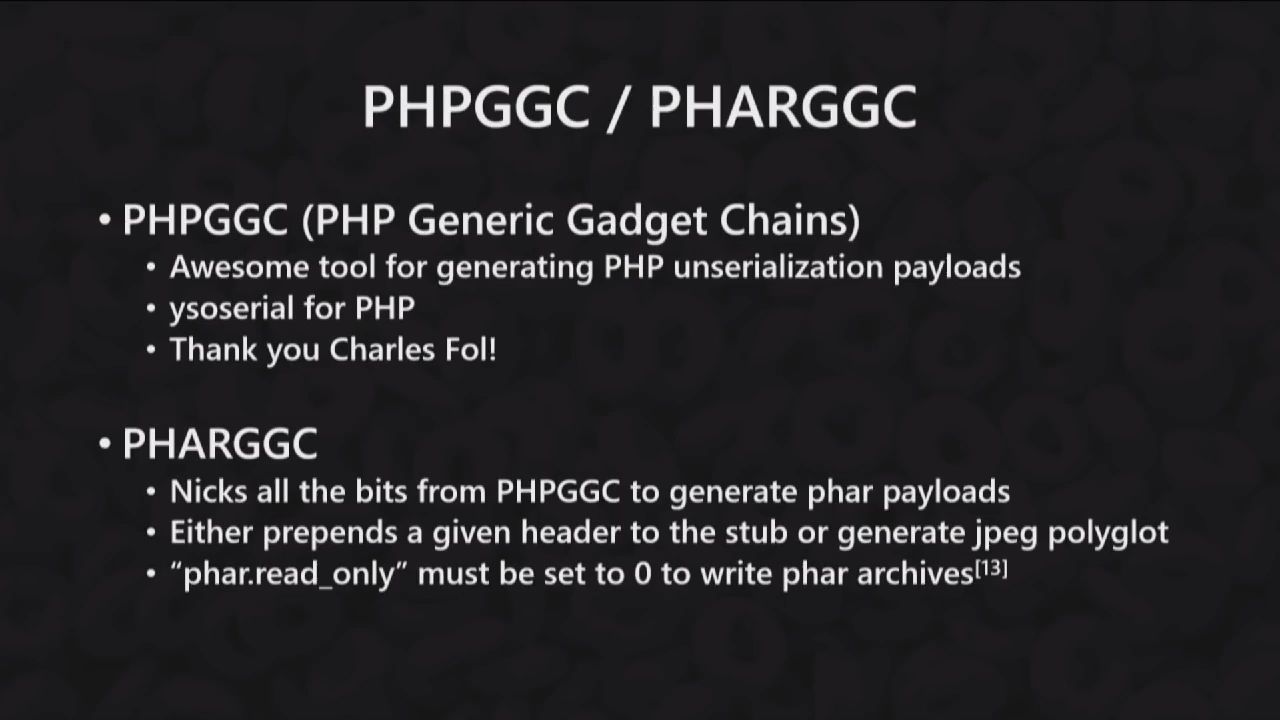 PHPGGC / PHARGGC
• PHPGGC (PHP Generic Gadget Chains)
• Awesome tool for generating PHP unserialization payloads
• ysoserial for PHP
• Thank you Charles Fol!
• PHARGGC
• Nicks all the bits from PHPGGC to generate phar payloads
• Either prepends a given header to the stub or generate jpeg polyglot
• “phar.read_only” must be set to 0 to write phar archives[13]